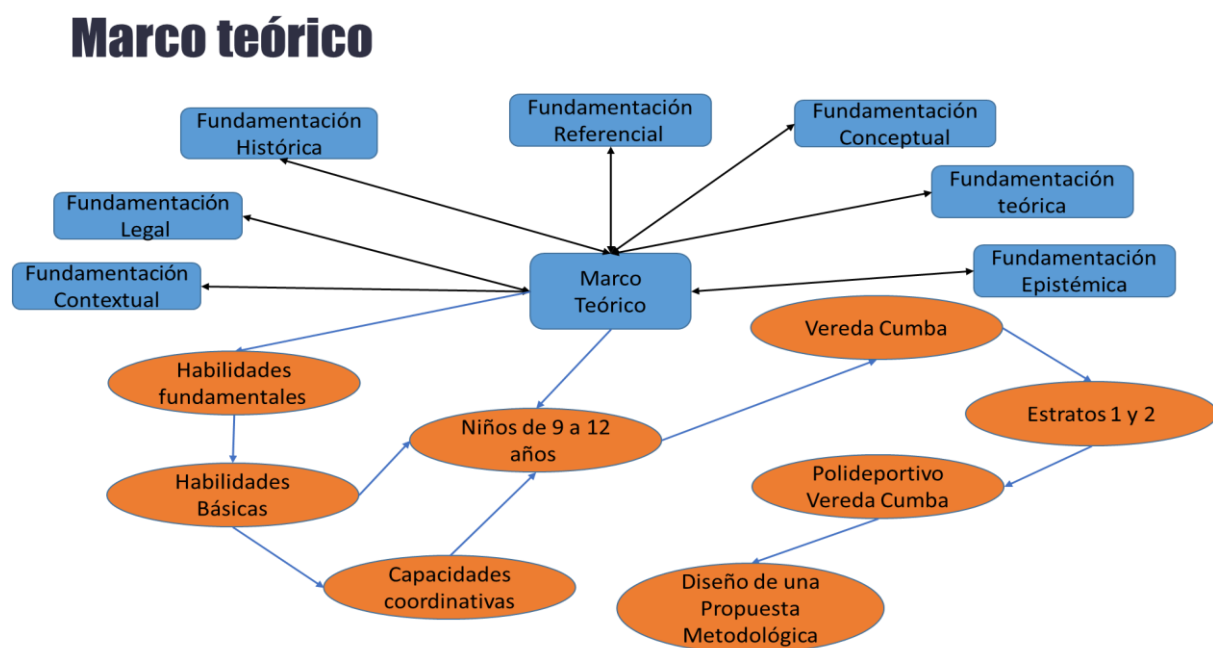 Marco teórico
Fundamentación
Histórica
Fundamentación
Referencial
Fundamentación
Conceptual
Fundamentación
Legal
Fundamentación
teórica
Fundamentación
Contextual
Marco
Teórico
Fundamentación
Epistémica
Vereda Cumba
Habilidades
fundamentales
Niños de 9 a 12
años
Estratos 1 y 2
Habilidades
Básicas
Polideportivo
Vereda Cumba
Capacidades
coordinativas
Diseño de una
Propuesta
Metodológica